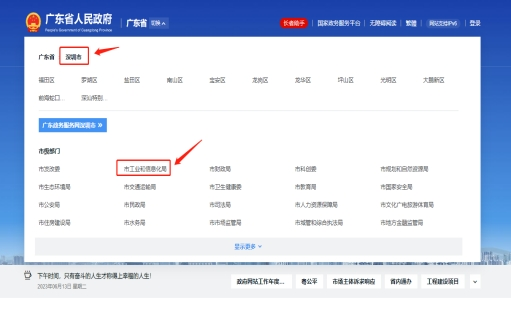 广东省人民政府 广东省 切换 长者助手 国家政务服务平台 无障碍阅读 繁體 网站支持IPv6 登录
People's Government of Guangdong Province
广东省 深圳市
福田区 罗湖区 盐田区 南山区 宝安区 龙岗区 龙华区 坪山区 光明区 大鹏新区
前海蛇口... 深汕特别...
广东政务服务网深圳市 »
市级部门
市发改委 市工业和信息化局 市财政局 市科创委 市规划和自然资源局
市生态环境局 市交通运输局 市卫生健康委 市教育局 市国家安全局
市公安局 市民政局 市司法局 市人力资源保障局 市文化广电旅游体育局
市住房建设局 市水务局 市市场监管局 市城管和综合执法局 市地方金融监管局
显示更多
下午时间，只有奋斗的人生才称得上幸福的人生！
2023年06月13日 星期二
政府网站工作年度... 粤公平 市场主体诉求响应 省内通办 工程建设项目